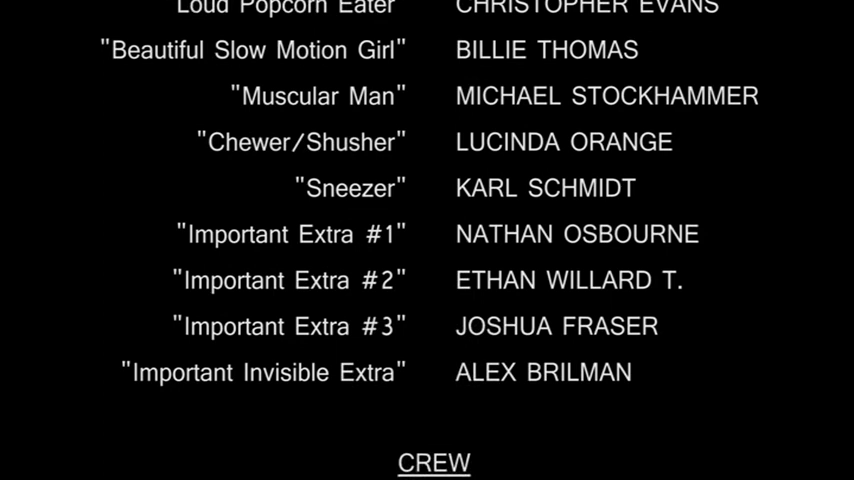 Loud Popcorn Eater" CHRISTOPHER EVANS
"Beautiful Slow Motion Girl" BILLIE THOMAS
"Muscular Man" MICHAEL STOCKHAMMER
"Chewer/Shusher" LUCINDA ORANGE
"Sneezer" KARL SCHMIDT
"Important Extra #1" NATHAN OSBOURNE
"Important Extra #2" ETHAN WILLARD T.
"Important Extra #3" JOSHUA FRASER
"Important Invisible Extra" ALEX BRILMAN
CREW